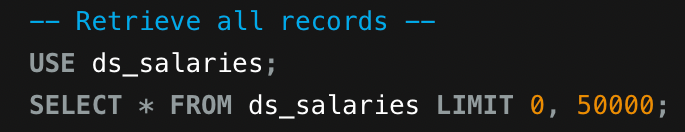 -- Retrieve all records --
USE ds_salaries;
SELECT * FROM ds_salaries LIMIT 0, 50000;